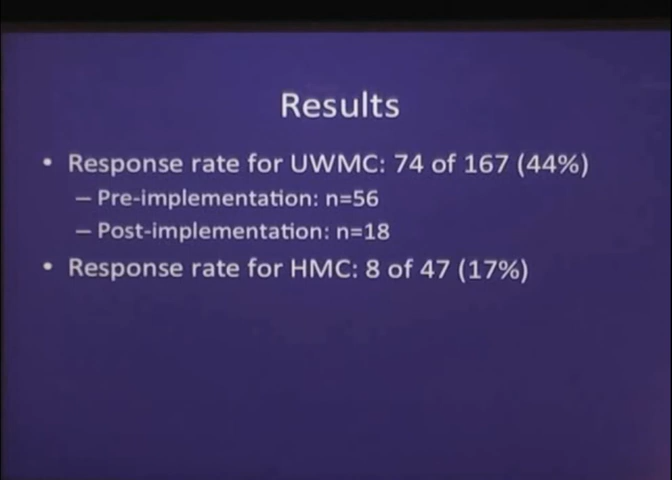 Results
• Response rate for UWMC: 74 of 167 (44%)
– Pre-implementation: n=56
– Post-implementation: n=18
• Response rate for HMC: 8 of 47 (17%)